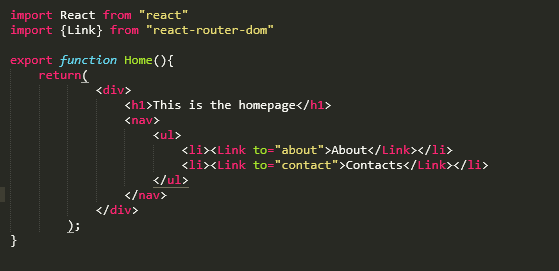 import React from "react"
import {Link} from "react-router-dom"
export function Home(){
return(
<div>
<h1>This is the homepage</h1>
<nav>
<ul>
<li><Link to="about">About</Link></li>
<li><Link to="contact">Contacts</Link></li>
</ul>
</nav>
</div>
);
}